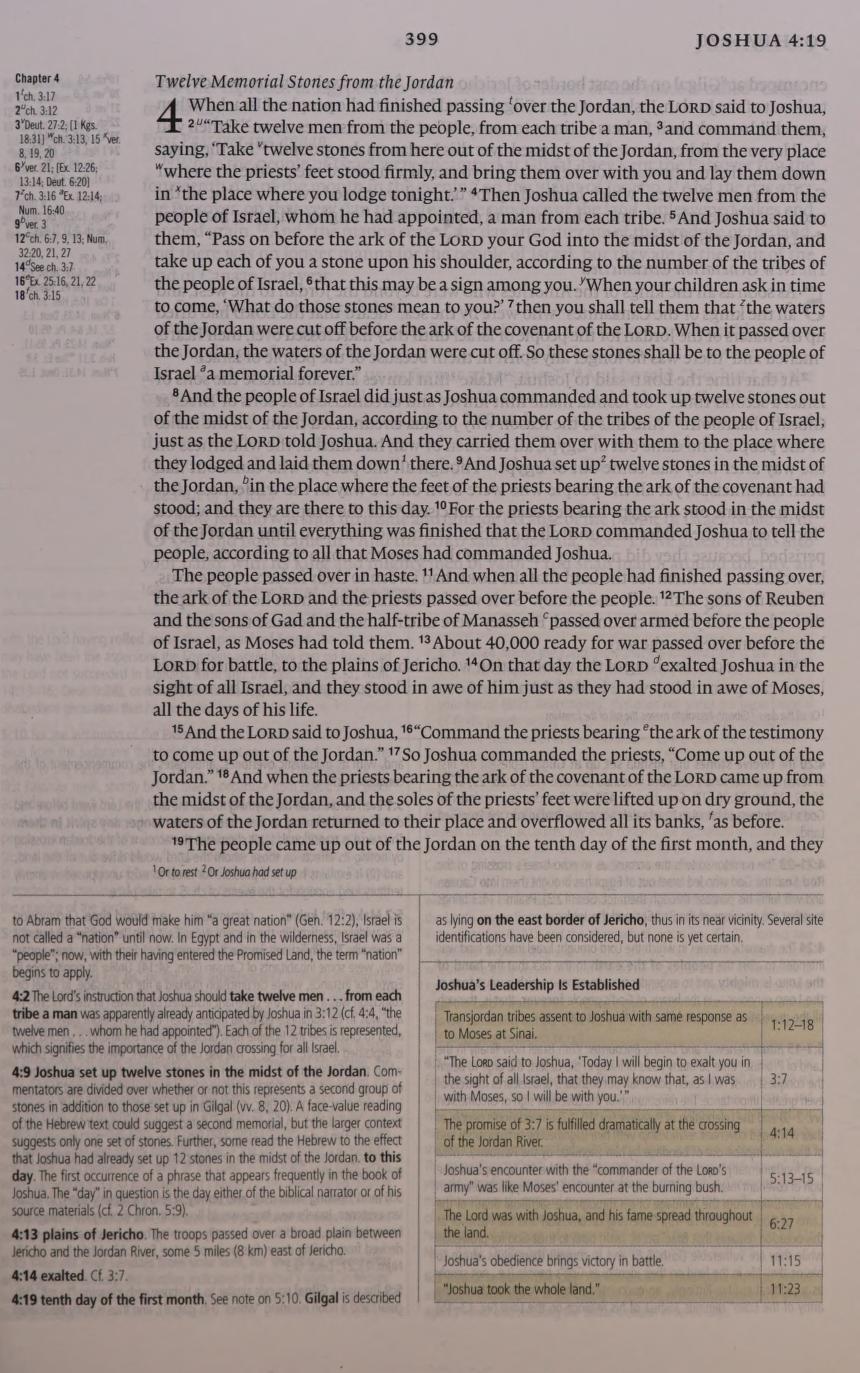 399
JOSHUA 4:19
Chapter 4
1 ᵗch. 3:17
2 ᵘch. 3:12
3 ᵛDeut. 27:2; [1 Kgs.
18:31] ʷch. 3:13, 15 ˣver.
8, 19, 20
6 ʸver. 21; [Ex. 12:26;
13:14; Deut. 6:20]
7 ᶻch. 3:16 ᵃEx. 12:14;
Num. 16:40
9 ᵇver. 3
12 ᶜch. 6:7, 9, 13; Num.
32:20, 21, 27
14 ᵈSee ch. 3:7
16 ᵉEx. 25:16, 21, 22
18 ᶠch. 3:15
Twelve Memorial Stones from the Jordan
4 When all the nation had finished passing ᵗover the Jordan, the LORD said to Joshua,
2 ᵘ“Take twelve men from the people, from each tribe a man, 3 and command them,
saying, ‘Take ᵛtwelve stones from here out of the midst of the Jordan, from the very place
ʷwhere the priests’ feet stood firmly, and bring them over with you and lay them down
in ˣthe place where you lodge tonight.’” 4 Then Joshua called the twelve men from the
people of Israel, whom he had appointed, a man from each tribe. 5 And Joshua said to
them, “Pass on before the ark of the LORD your God into the midst of the Jordan, and
take up each of you a stone upon his shoulder, according to the number of the tribes of
the people of Israel, 6 that this may be a sign among you. ʸWhen your children ask in time
to come, ‘What do those stones mean to you?’ 7 then you shall tell them that ᶻthe waters
of the Jordan were cut off before the ark of the covenant of the LORD. When it passed over
the Jordan, the waters of the Jordan were cut off. So these stones shall be to the people of
Israel ᵃa memorial forever.”
8 And the people of Israel did just as Joshua commanded and took up twelve stones out
of the midst of the Jordan, according to the number of the tribes of the people of Israel,
just as the LORD told Joshua. And they carried them over with them to the place where
they lodged and laid them down¹ there. 9 And Joshua set up² twelve stones in the midst of
the Jordan, ᵇin the place where the feet of the priests bearing the ark of the covenant had
stood; and they are there to this day. 10 For the priests bearing the ark stood in the midst
of the Jordan until everything was finished that the LORD commanded Joshua to tell the
people, according to all that Moses had commanded Joshua.
The people passed over in haste. 11 And when all the people had finished passing over,
the ark of the LORD and the priests passed over before the people. 12 The sons of Reuben
and the sons of Gad and the half-tribe of Manasseh ᶜpassed over armed before the people
of Israel, as Moses had told them. 13 About 40,000 ready for war passed over before the
LORD for battle, to the plains of Jericho. 14 On that day the LORD ᵈexalted Joshua in the
sight of all Israel, and they stood in awe of him just as they had stood in awe of Moses,
all the days of his life.
15 And the LORD said to Joshua, 16 “Command the priests bearing ᵉthe ark of the testimony
to come up out of the Jordan.” 17 So Joshua commanded the priests, “Come up out of the
Jordan.” 18 And when the priests bearing the ark of the covenant of the LORD came up from
the midst of the Jordan, and the soles of the priests’ feet were lifted up on dry ground, the
waters of the Jordan returned to their place and overflowed all its banks, ᶠas before.
19 The people came up out of the Jordan on the tenth day of the first month, and they
¹ Or to rest ² Or Joshua had set up
to Abram that God would make him “a great nation” (Gen. 12:2), Israel is
not called a “nation” until now. In Egypt and in the wilderness, Israel was a
“people”; now, with their having entered the Promised Land, the term “nation”
begins to apply.
4:2 The Lord’s instruction that Joshua should take twelve men . . . from each
tribe a man was apparently already anticipated by Joshua in 3:12 (cf. 4:4, “the
twelve men . . . whom he had appointed”). Each of the 12 tribes is represented,
which signifies the importance of the Jordan crossing for all Israel.
4:9 Joshua set up twelve stones in the midst of the Jordan. Com-
mentators are divided over whether or not this represents a second group of
stones in addition to those set up in Gilgal (vv. 8, 20). A face-value reading
of the Hebrew text could suggest a second memorial, but the larger context
suggests only one set of stones. Further, some read the Hebrew to the effect
that Joshua had already set up 12 stones in the midst of the Jordan. to this
day. The first occurrence of a phrase that appears frequently in the book of
Joshua. The “day” in question is the day either of the biblical narrator or of his
source materials (cf. 2 Chron. 5:9).
4:13 plains of Jericho. The troops passed over a broad plain between
Jericho and the Jordan River, some 5 miles (8 km) east of Jericho.
4:14 exalted. Cf. 3:7.
4:19 tenth day of the first month. See note on 5:10. Gilgal is described
as lying on the east border of Jericho, thus in its near vicinity. Several site
identifications have been considered, but none is yet certain.
Joshua’s Leadership Is Established
Transjordan tribes assent to Joshua with same response as
to Moses at Sinai.
1:12–18
“The LORD said to Joshua, ‘Today I will begin to exalt you in
the sight of all Israel, that they may know that, as I was
with Moses, so I will be with you.’”
3:7
The promise of 3:7 is fulfilled dramatically at the crossing
of the Jordan River.
4:14
Joshua’s encounter with the “commander of the LORD’s
army” was like Moses’ encounter at the burning bush.
5:13–15
The Lord was with Joshua, and his fame spread throughout
the land.
6:27
Joshua’s obedience brings victory in battle.
11:15
“Joshua took the whole land.”
11:23